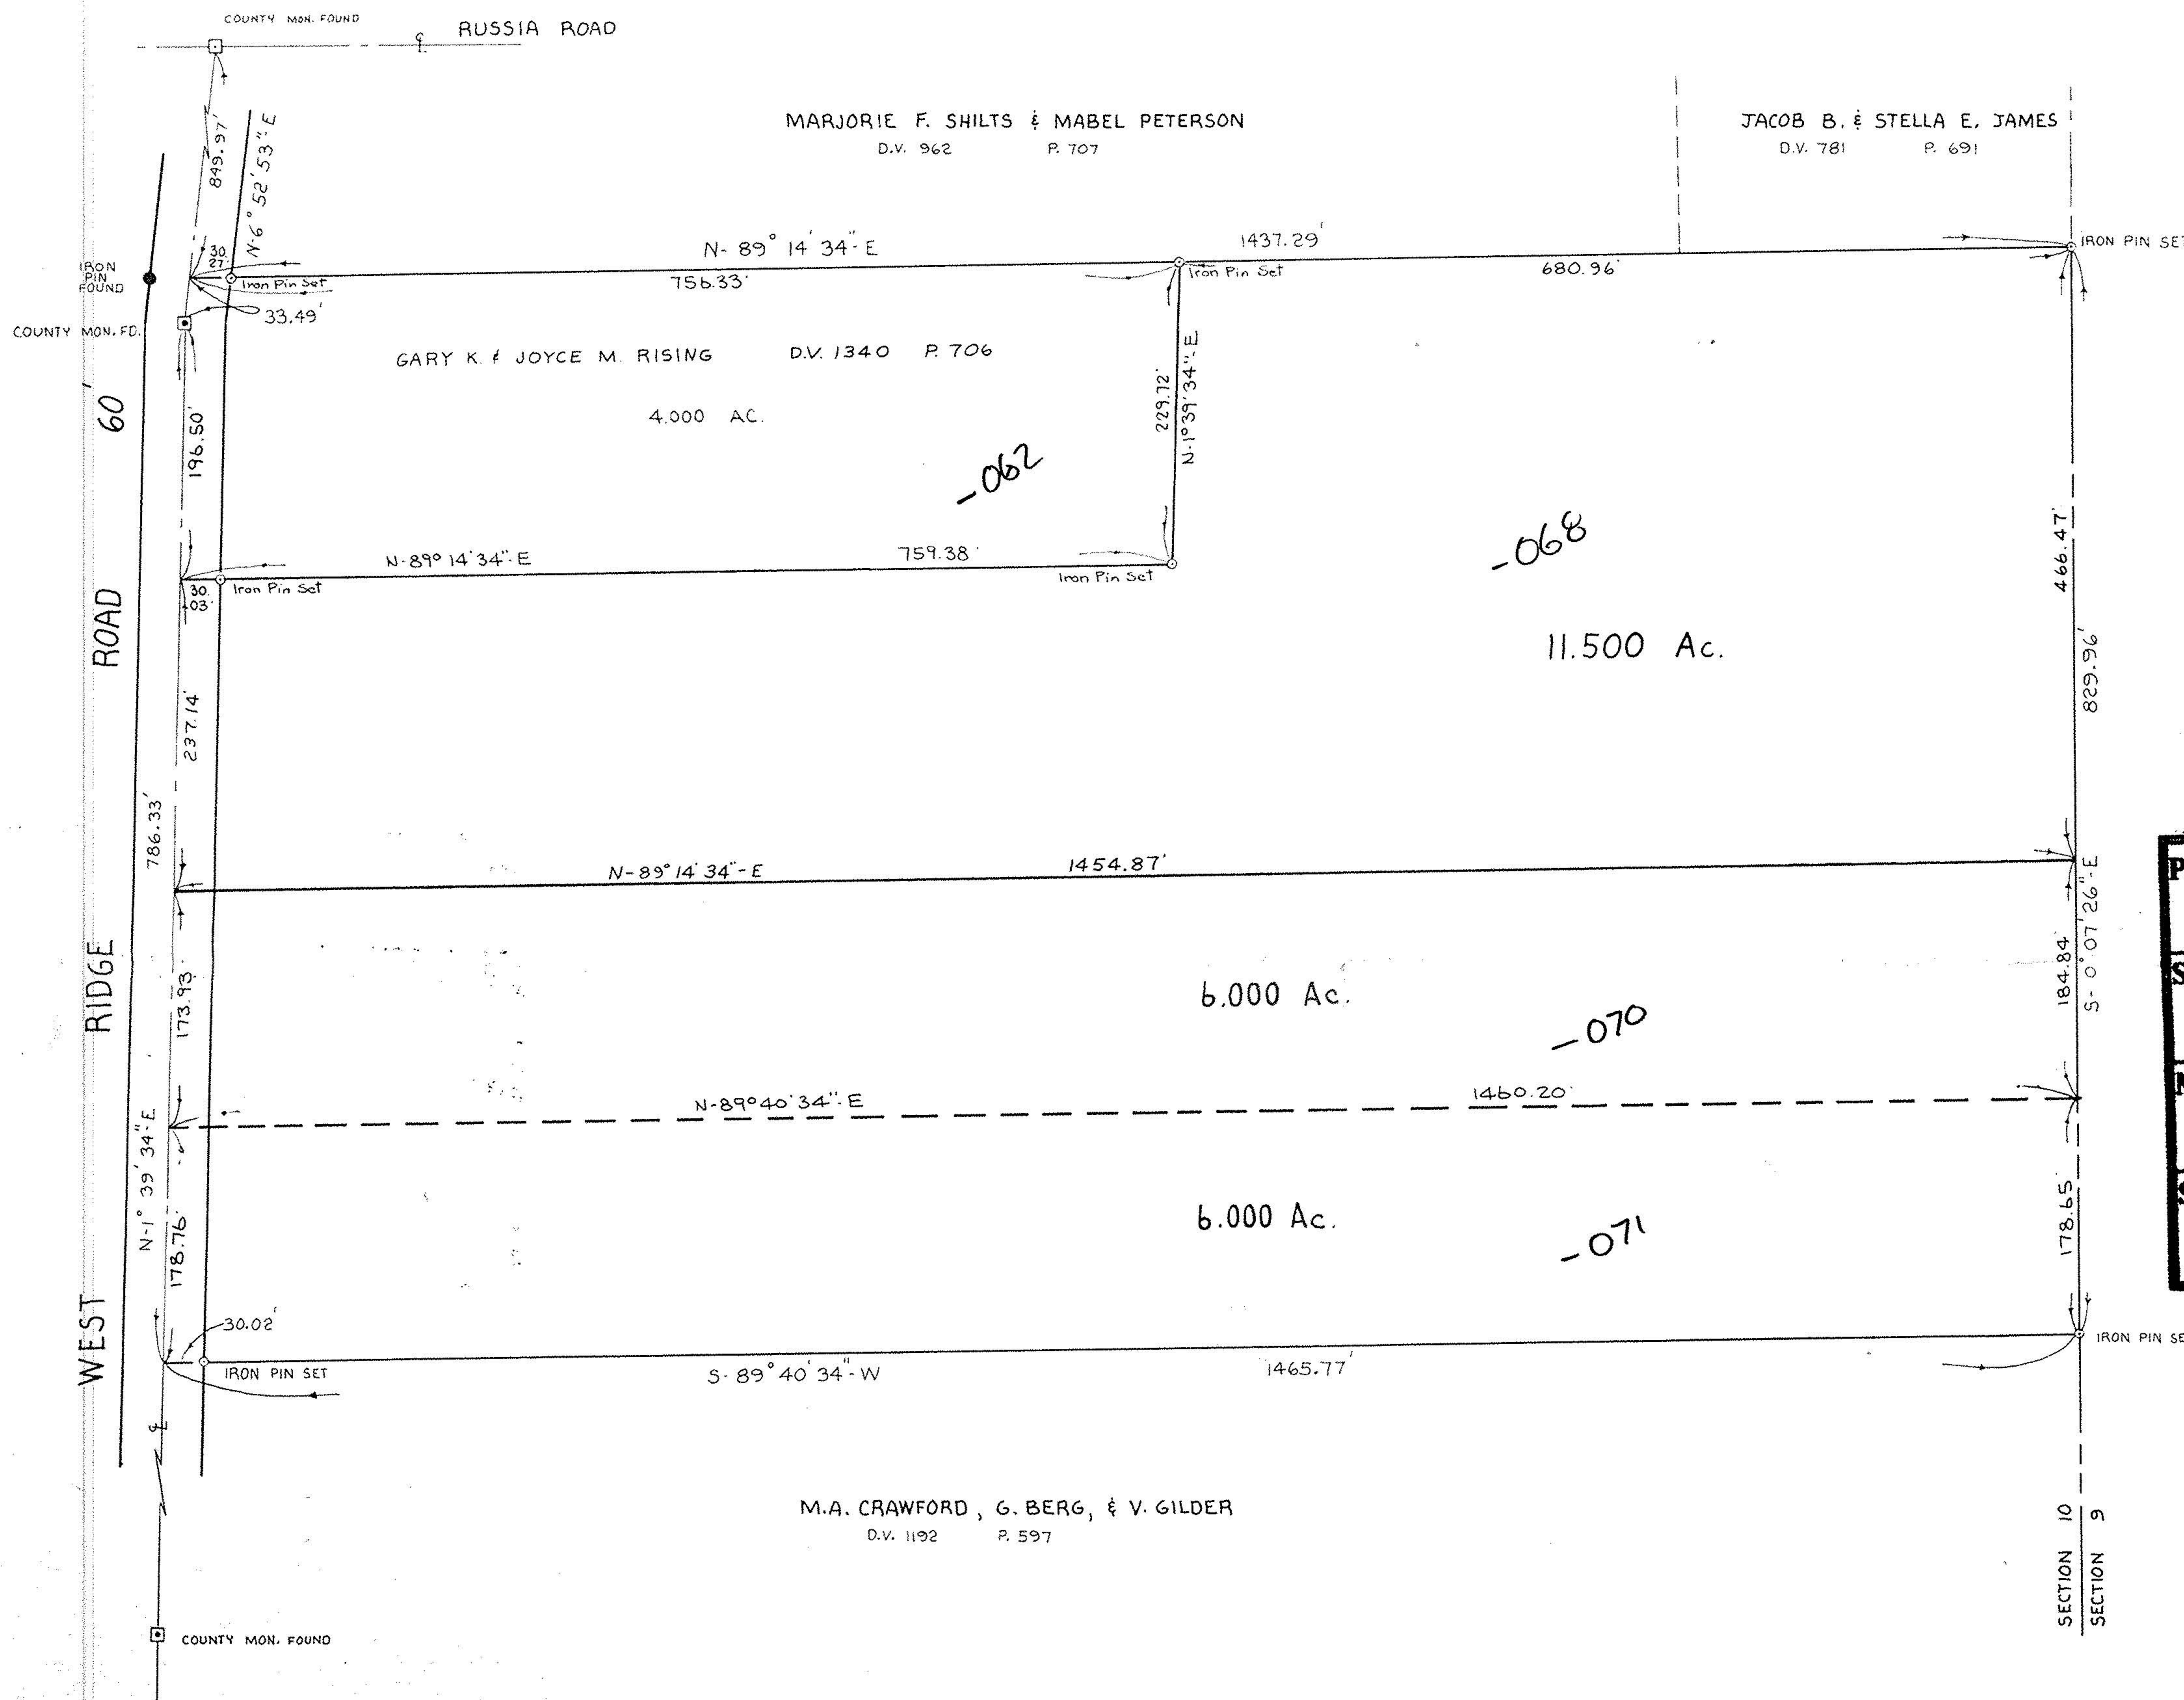 COUNTY MON. FOUND
℄ RUSSIA ROAD
MARJORIE F. SHILTS & MABEL PETERSON
D.V. 962 P. 707
JACOB B. & STELLA E. JAMES
D.V. 781 P. 691
849.97'
N-6° 52' 53"-E
N-89° 14' 34"-E
1437.29'
IRON PIN SET
IRON
PIN
FOUND
30.
27'
Iron Pin Set
756.33'
Iron Pin Set
680.96'
33.49'
COUNTY MON. FD.
GARY K. & JOYCE M. RISING D.V. 1340 P. 706
4.000 AC.
196.50'
229.72'
N-1°39'34"-E
-062
-068
466.47'
N-89° 14' 34"-E
759.38'
Iron Pin Set
30.
03'
Iron Pin Set
11.500 Ac.
829.96'
237.14'
786.33'
N-89° 14' 34"-E
1454.87'
173.93'
6.000 Ac.
-070
184.84'
S-0° 07' 26"-E
N-89°40'34"-E
1460.20'
N-1° 39' 34"-E
178.76'
6.000 Ac.
-071
178.65
30.02'
IRON PIN SET
S-89° 40' 34"-W
1465.77'
IRON PIN SE
WEST RIDGE ROAD 60'
℄
M.A. CRAWFORD, G. BERG, & V. GILDER
D.V. 1192 P. 597
SECTION 10
SECTION 9
COUNTY MON. FOUND